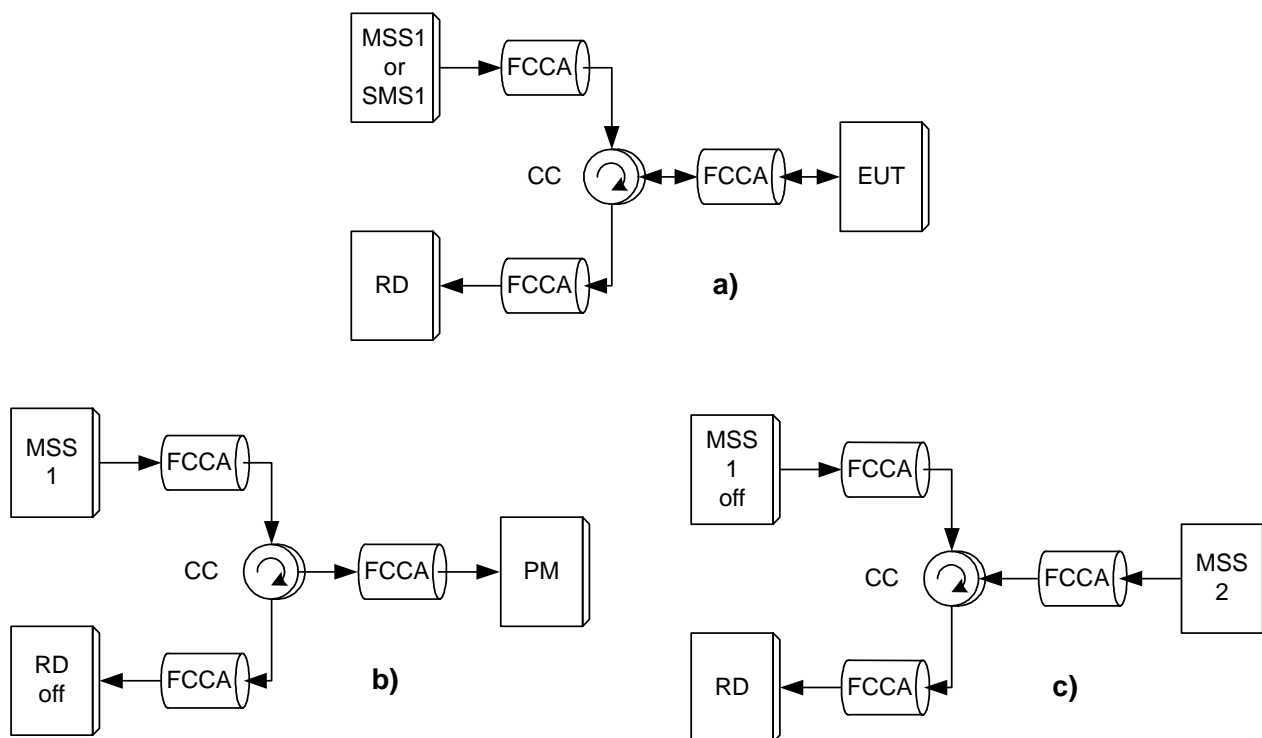 MSS1
or
SMS1
FCCA
CC
FCCA
EUT
RD
FCCA
a)
MSS
1
FCCA
CC
FCCA
PM
RD
off
FCCA
b)
MSS
1
off
FCCA
CC
FCCA
MSS
2
RD
FCCA
c)